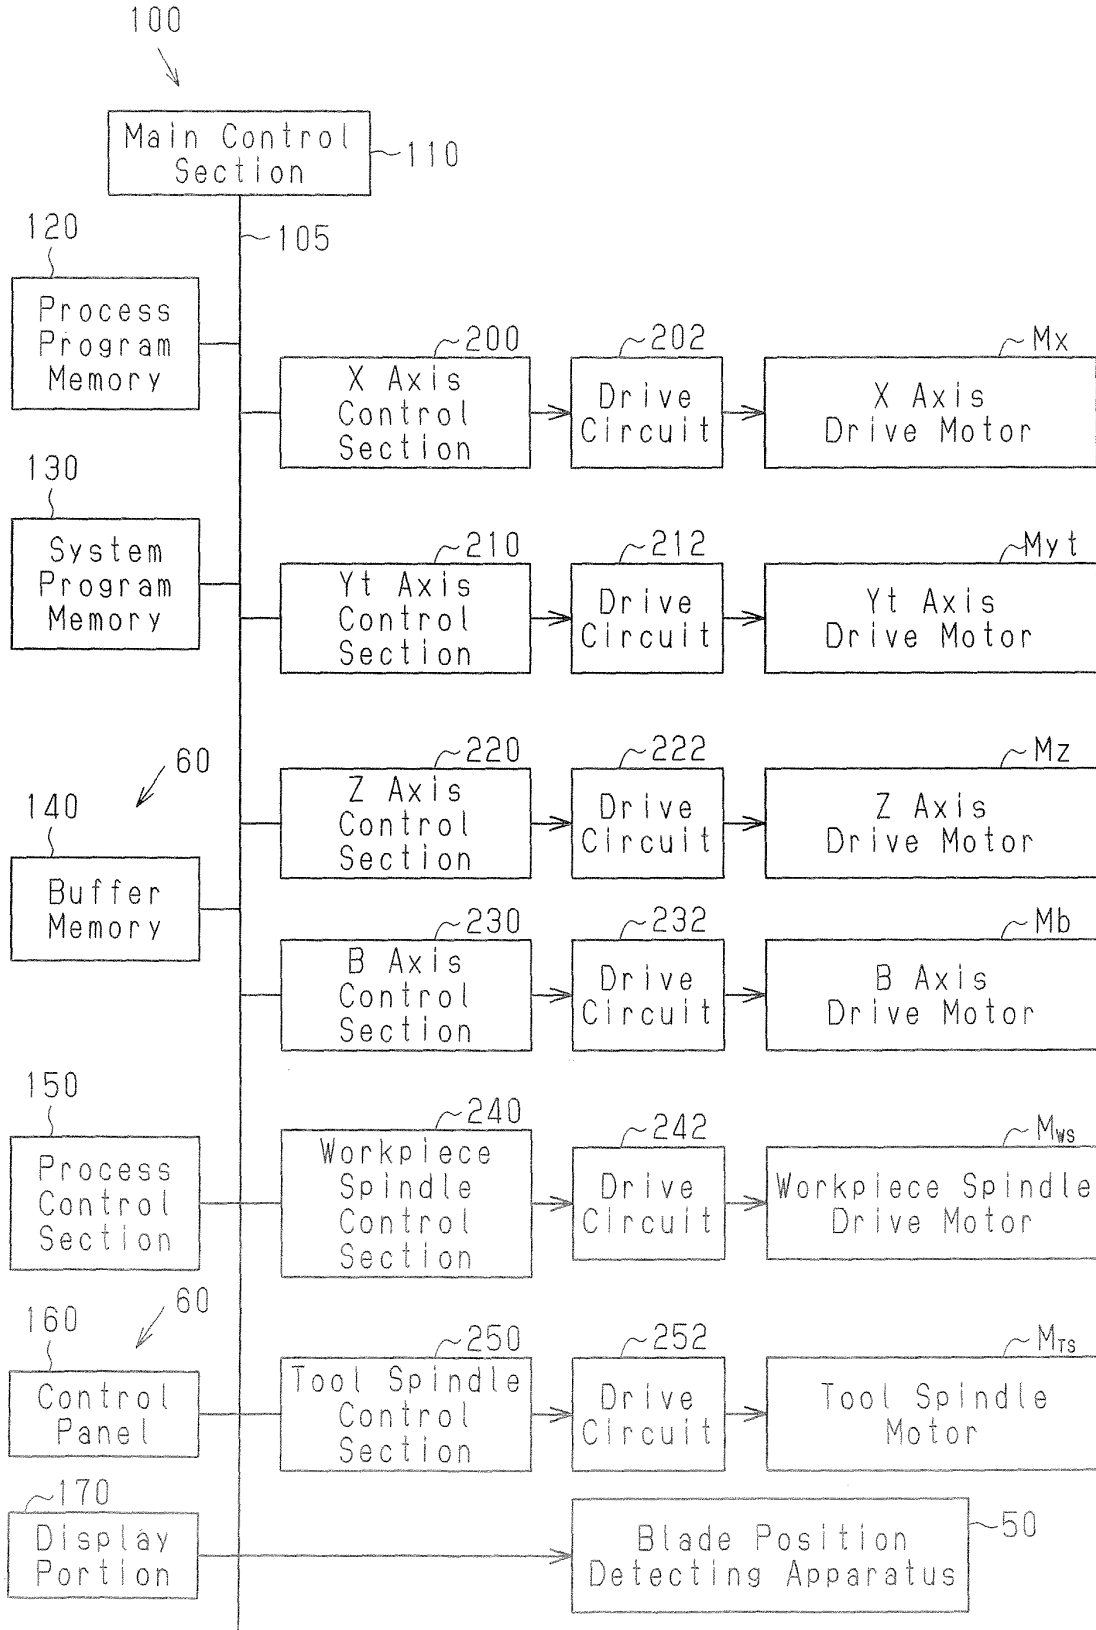 100
Main Control
Section
110
105
120
Process
Program
Memory
200
X Axis
Control
Section
202
Drive
Circuit
Mx
X Axis
Drive Motor
130
System
Program
Memory
210
Yt Axis
Control
Section
212
Drive
Circuit
Myt
Yt Axis
Drive Motor
60
140
Buffer
Memory
220
Z Axis
Control
Section
222
Drive
Circuit
Mz
Z Axis
Drive Motor
230
B Axis
Control
Section
232
Drive
Circuit
Mb
B Axis
Drive Motor
150
Process
Control
Section
240
Workpiece
Spindle
Control
Section
242
Drive
Circuit
Mws
Workpiece Spindle
Drive Motor
60
160
Control
Panel
250
Tool Spindle
Control
Section
252
Drive
Circuit
MTs
Tool Spindle
Motor
170
Display
Portion
Blade Position
Detecting Apparatus
50